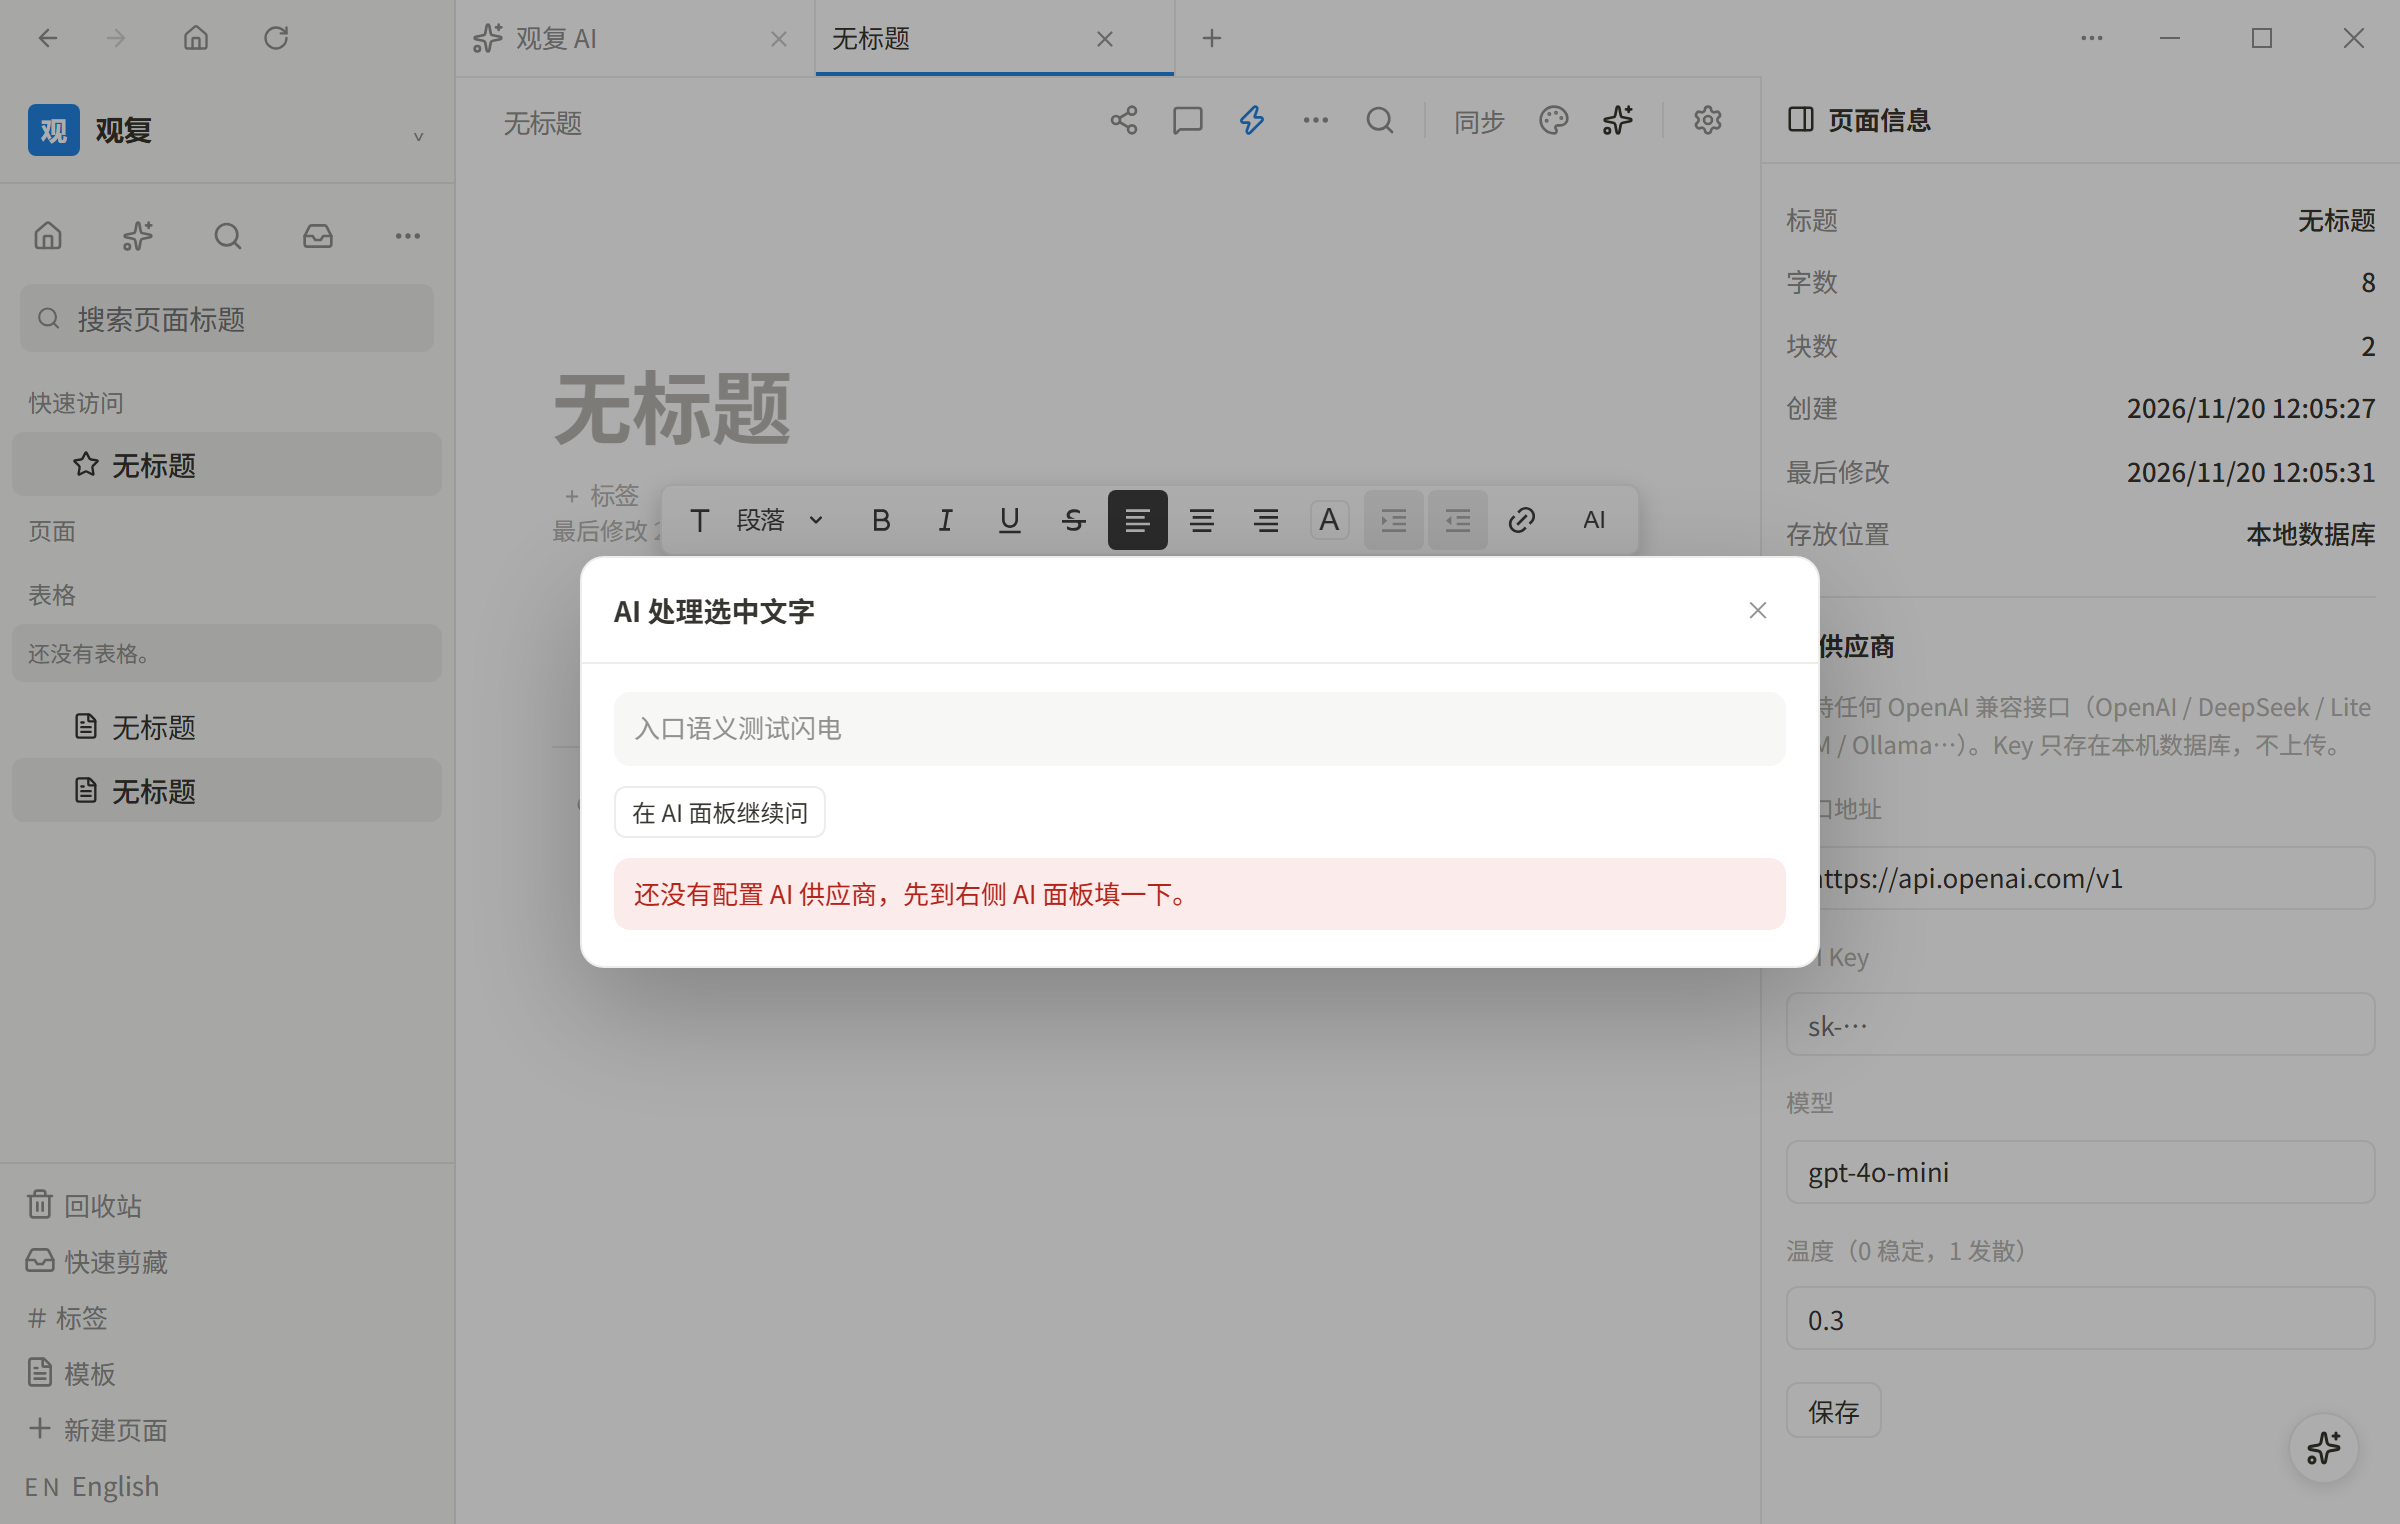 观复 AI
无标题
观 观复
搜索页面标题
快速访问
无标题
页面
表格
还没有表格。
无标题
无标题
回收站
快速剪藏
# 标签
模板
新建页面
EN English
无标题
同步
无标题
+ 标签
最后修改
T 段落 B I U S A AI
AI 处理选中文字
入口语义测试闪电
在 AI 面板继续问
还没有配置 AI 供应商，先到右侧 AI 面板填一下。
页面信息
标题 无标题
字数 8
块数 2
创建 2026/11/20 12:05:27
最后修改 2026/11/20 12:05:31
存放位置 本地数据库
供应商
任何 OpenAI 兼容接口（OpenAI / DeepSeek / Lite
/ Ollama…）。Key 只存在本机数据库，不上传。
地址
ttps://api.openai.com/v1
Key
sk-…
模型
gpt-4o-mini
温度（0 稳定，1 发散）
0.3
保存